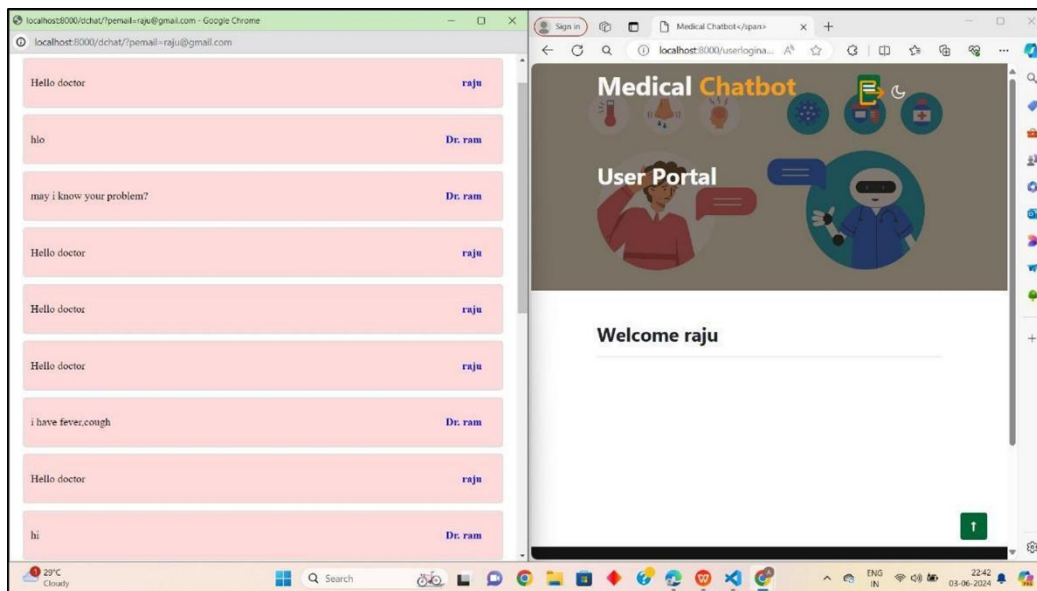 localhost:8000/dchat/?pemail=raju@gmail.com - Google Chrome
localhost:8000/dchat/?pemail=raju@gmail.com
Hello doctor raju
hlo Dr. ram
may i know your problem? Dr. ram
Hello doctor raju
Hello doctor raju
Hello doctor raju
i have fever,cough Dr. ram
Hello doctor raju
hi Dr. ram
Sign in
Medical Chatbot</span>
localhost:8000/userlogina...
Medical Chatbot
User Portal
Welcome raju
1
29°C
Cloudy
Search
ENG
IN
22:42
03-06-2024